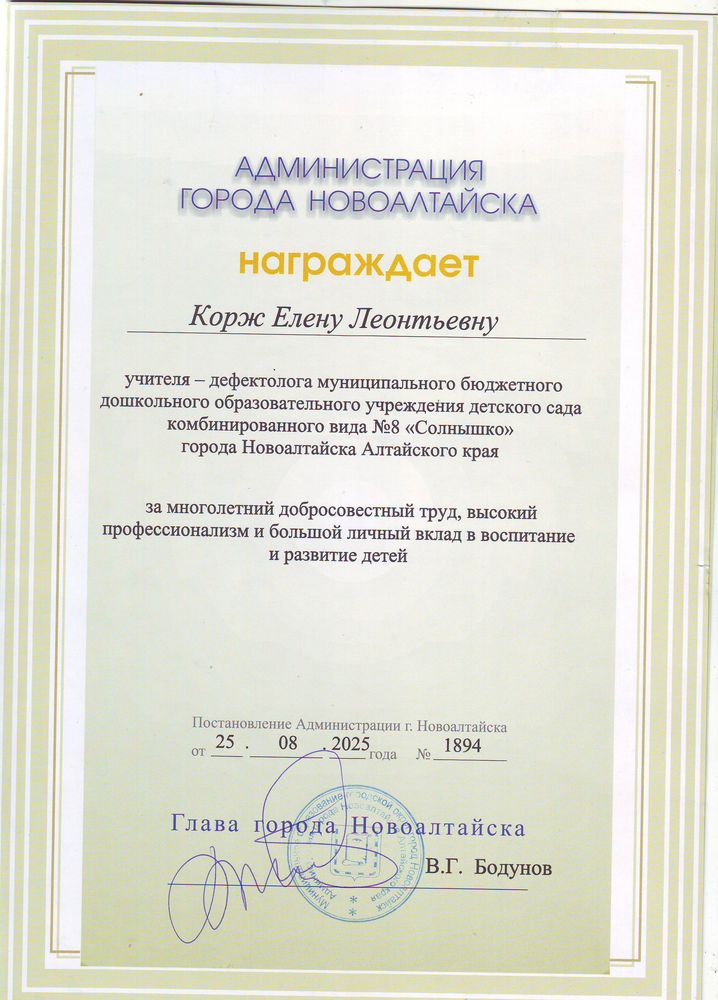 АДМИНИСТРАЦИЯ
ГОРОДА НОВОАЛТАЙСКА
награждает
Корж Елену Леонтьевну
учителя – дефектолога муниципального бюджетного
дошкольного образовательного учреждения детского сада
комбинированного вида №8 «Солнышко»
города Новоалтайска Алтайского края
за многолетний добросовестный труд, высокий
профессионализм и большой личный вклад в воспитание
и развитие детей
Постановление Администрации г. Новоалтайска
от 25 . 08 . 2025 года № 1894
Глава города Новоалтайска
В.Г. Бодунов